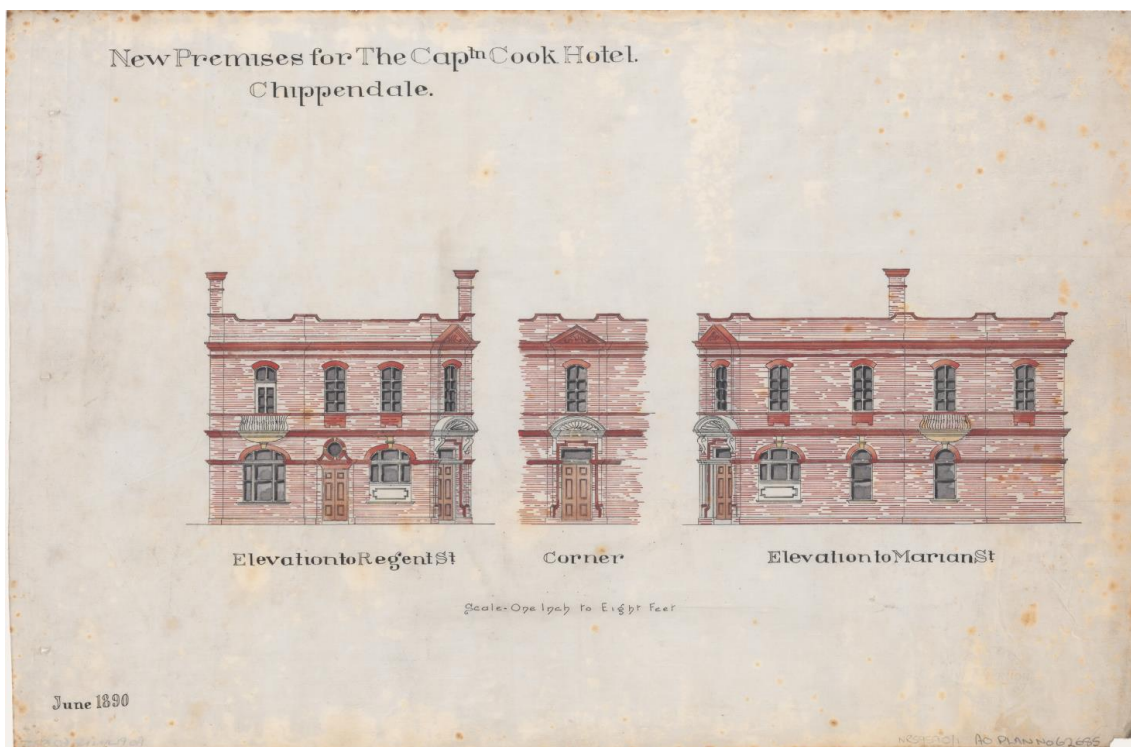 New Premises for The Capᵗⁿ Cook Hotel.
Chippendale.
Elevation to Regent St
Corner
Elevation to Marian St
Scale - One Inch to Eight Feet
June 1890
AO PLAN No 62655